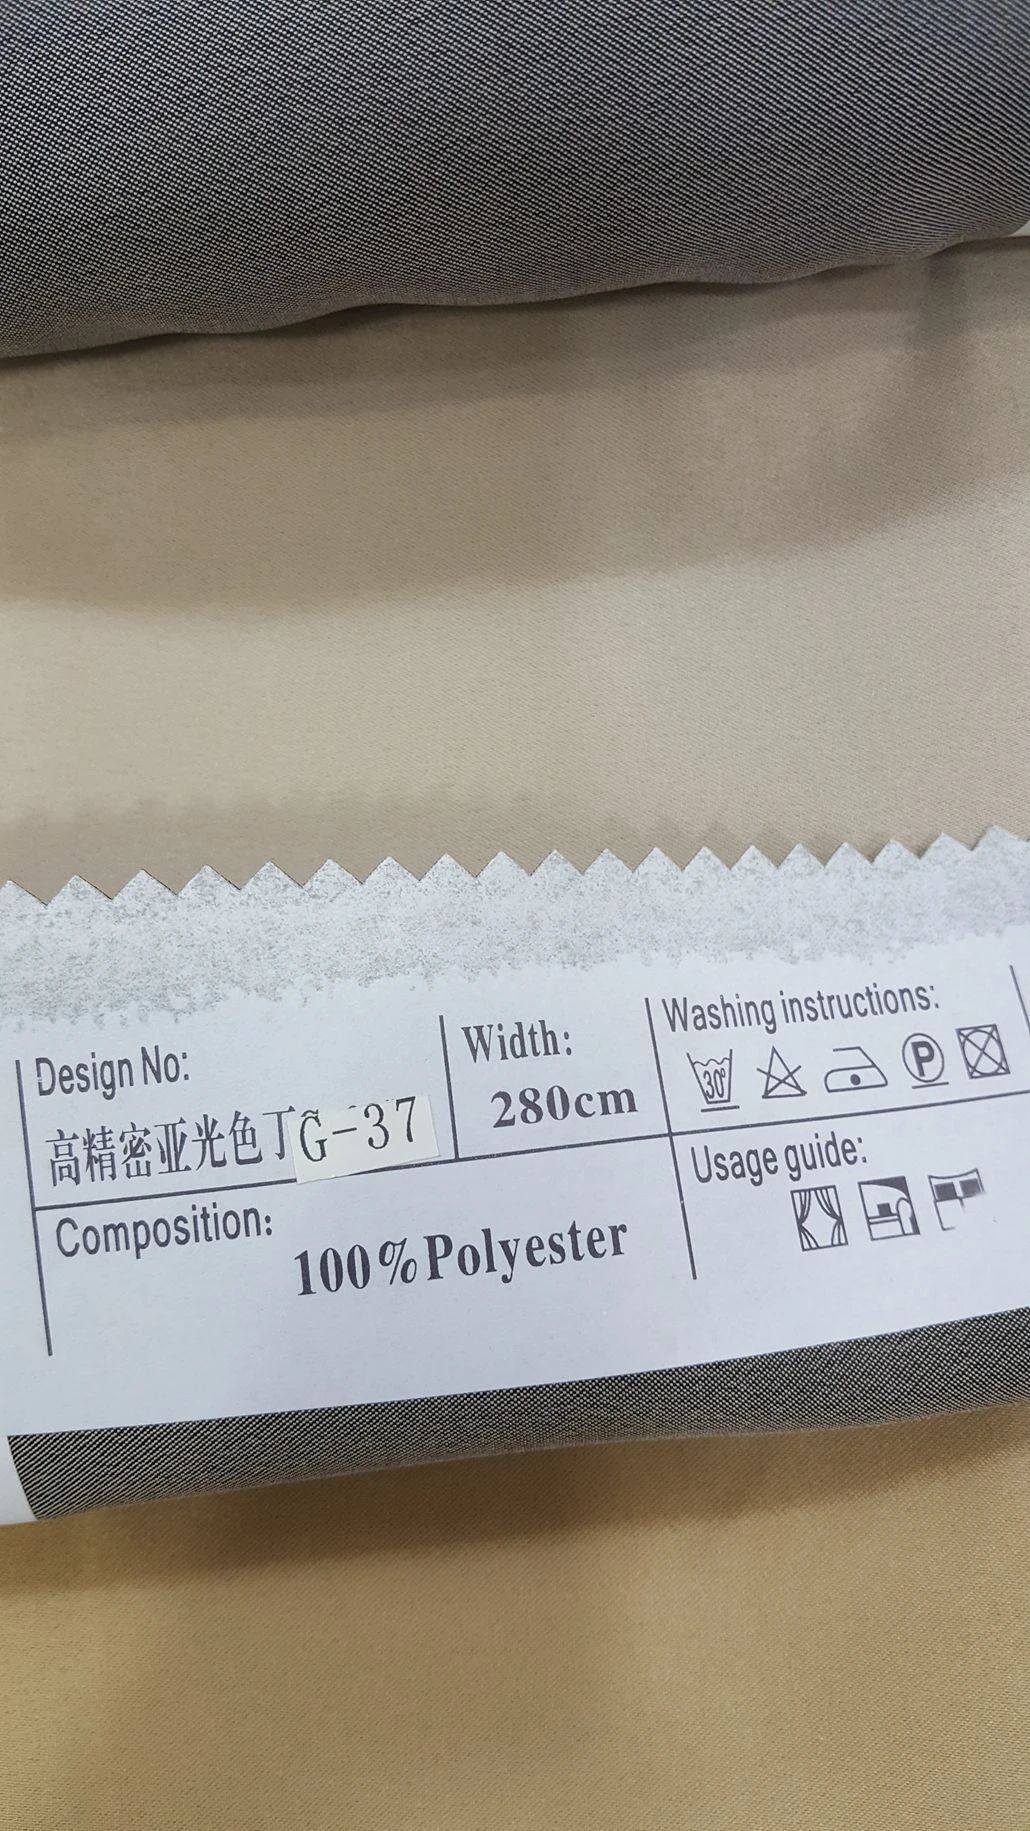 Design No:
高精密亚光色丁G-37
Width:
280cm
Washing instructions:
30°
P
Composition:
100%Polyester
Usage guide: